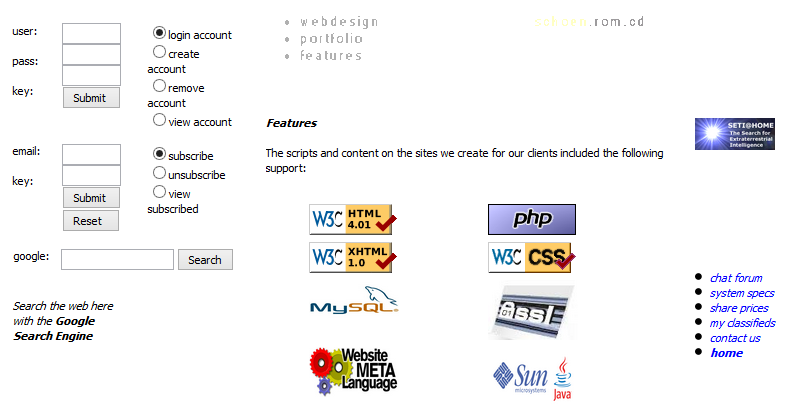 user:
pass:
key:
Submit
login account
create
account
remove
account
view account
email:
key:
Submit
Reset
subscribe
unsubscribe
view
subscribed
google:
Search
Search the web here
with the Google
Search Engine
webdesign
portfolio
features
.rom.cd
Features
The scripts and content on the sites we create for our clients included the following
support:
W3C HTML 4.01
php
W3C XHTML 1.0
W3C CSS
MySQL
ssl
Website
META
Language
Sun
microsystems
Java
SETI@HOME
The Search for
Extraterrestrial
Intelligence
chat forum
system specs
share prices
my classifieds
contact us
home